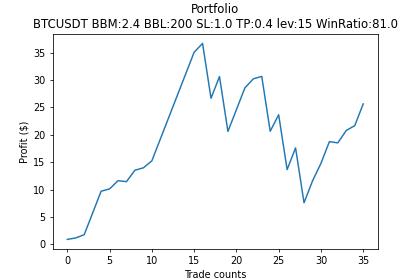 Portfolio
BTCUSDT BBM:2.4 BBL:200 SL:1.0 TP:0.4 lev:15 WinRatio:81.0
Profit ($)
35
30
25
20
15
10
5
0
0 5 10 15 20 25 30 35
Trade counts